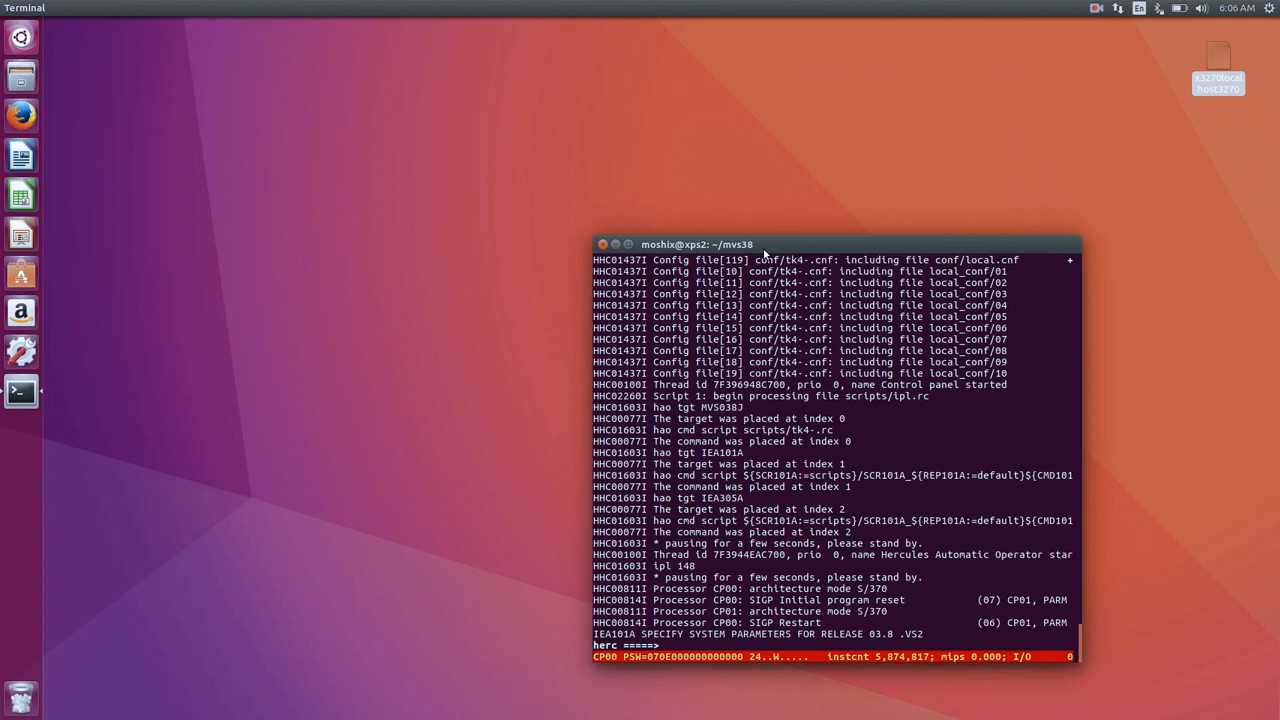 Terminal
En
6:06 AM
x3270local
host3270
moshix@xps2: ~/mvs38
HHC01437I Config file[119] conf/tk4-.cnf: including file conf/local.cnf +
HHC01437I Config file[10] conf/tk4-.cnf: including file local_conf/01
HHC01437I Config file[11] conf/tk4-.cnf: including file local_conf/02
HHC01437I Config file[12] conf/tk4-.cnf: including file local_conf/03
HHC01437I Config file[13] conf/tk4-.cnf: including file local_conf/04
HHC01437I Config file[14] conf/tk4-.cnf: including file local_conf/05
HHC01437I Config file[15] conf/tk4-.cnf: including file local_conf/06
HHC01437I Config file[16] conf/tk4-.cnf: including file local_conf/07
HHC01437I Config file[17] conf/tk4-.cnf: including file local_conf/08
HHC01437I Config file[18] conf/tk4-.cnf: including file local_conf/09
HHC01437I Config file[19] conf/tk4-.cnf: including file local_conf/10
HHC00100I Thread id 7F396948C700, prio 0, name Control panel started
HHC02260I Script 1: begin processing file scripts/ipl.rc
HHC01603I hao tgt MVS038J
HHC00077I The target was placed at index 0
HHC01603I hao cmd script scripts/tk4-.rc
HHC00077I The command was placed at index 0
HHC01603I hao tgt IEA101A
HHC00077I The target was placed at index 1
HHC01603I hao cmd script ${SCR101A:=scripts}/SCR101A_${REP101A:=default}${CMD101
HHC00077I The command was placed at index 1
HHC01603I hao tgt IEA305A
HHC00077I The target was placed at index 2
HHC01603I hao cmd script ${SCR101A:=scripts}/SCR101A_${REP101A:=default}${CMD101
HHC00077I The command was placed at index 2
HHC01603I * pausing for a few seconds, please stand by.
HHC00100I Thread id 7F3944EAC700, prio 0, name Hercules Automatic Operator star
HHC01603I ipl 148
HHC01603I * pausing for a few seconds, please stand by.
HHC00811I Processor CP00: architecture mode S/370
HHC00814I Processor CP00: SIGP Initial program reset (07) CP01, PARM
HHC00811I Processor CP01: architecture mode S/370
HHC00814I Processor CP00: SIGP Restart (06) CP01, PARM
IEA101A SPECIFY SYSTEM PARAMETERS FOR RELEASE 03.8 .VS2
herc =====>
CP00 PSW=070E000000000000 24..W..... instcnt 5,874,817; mips 0.000; I/O 0